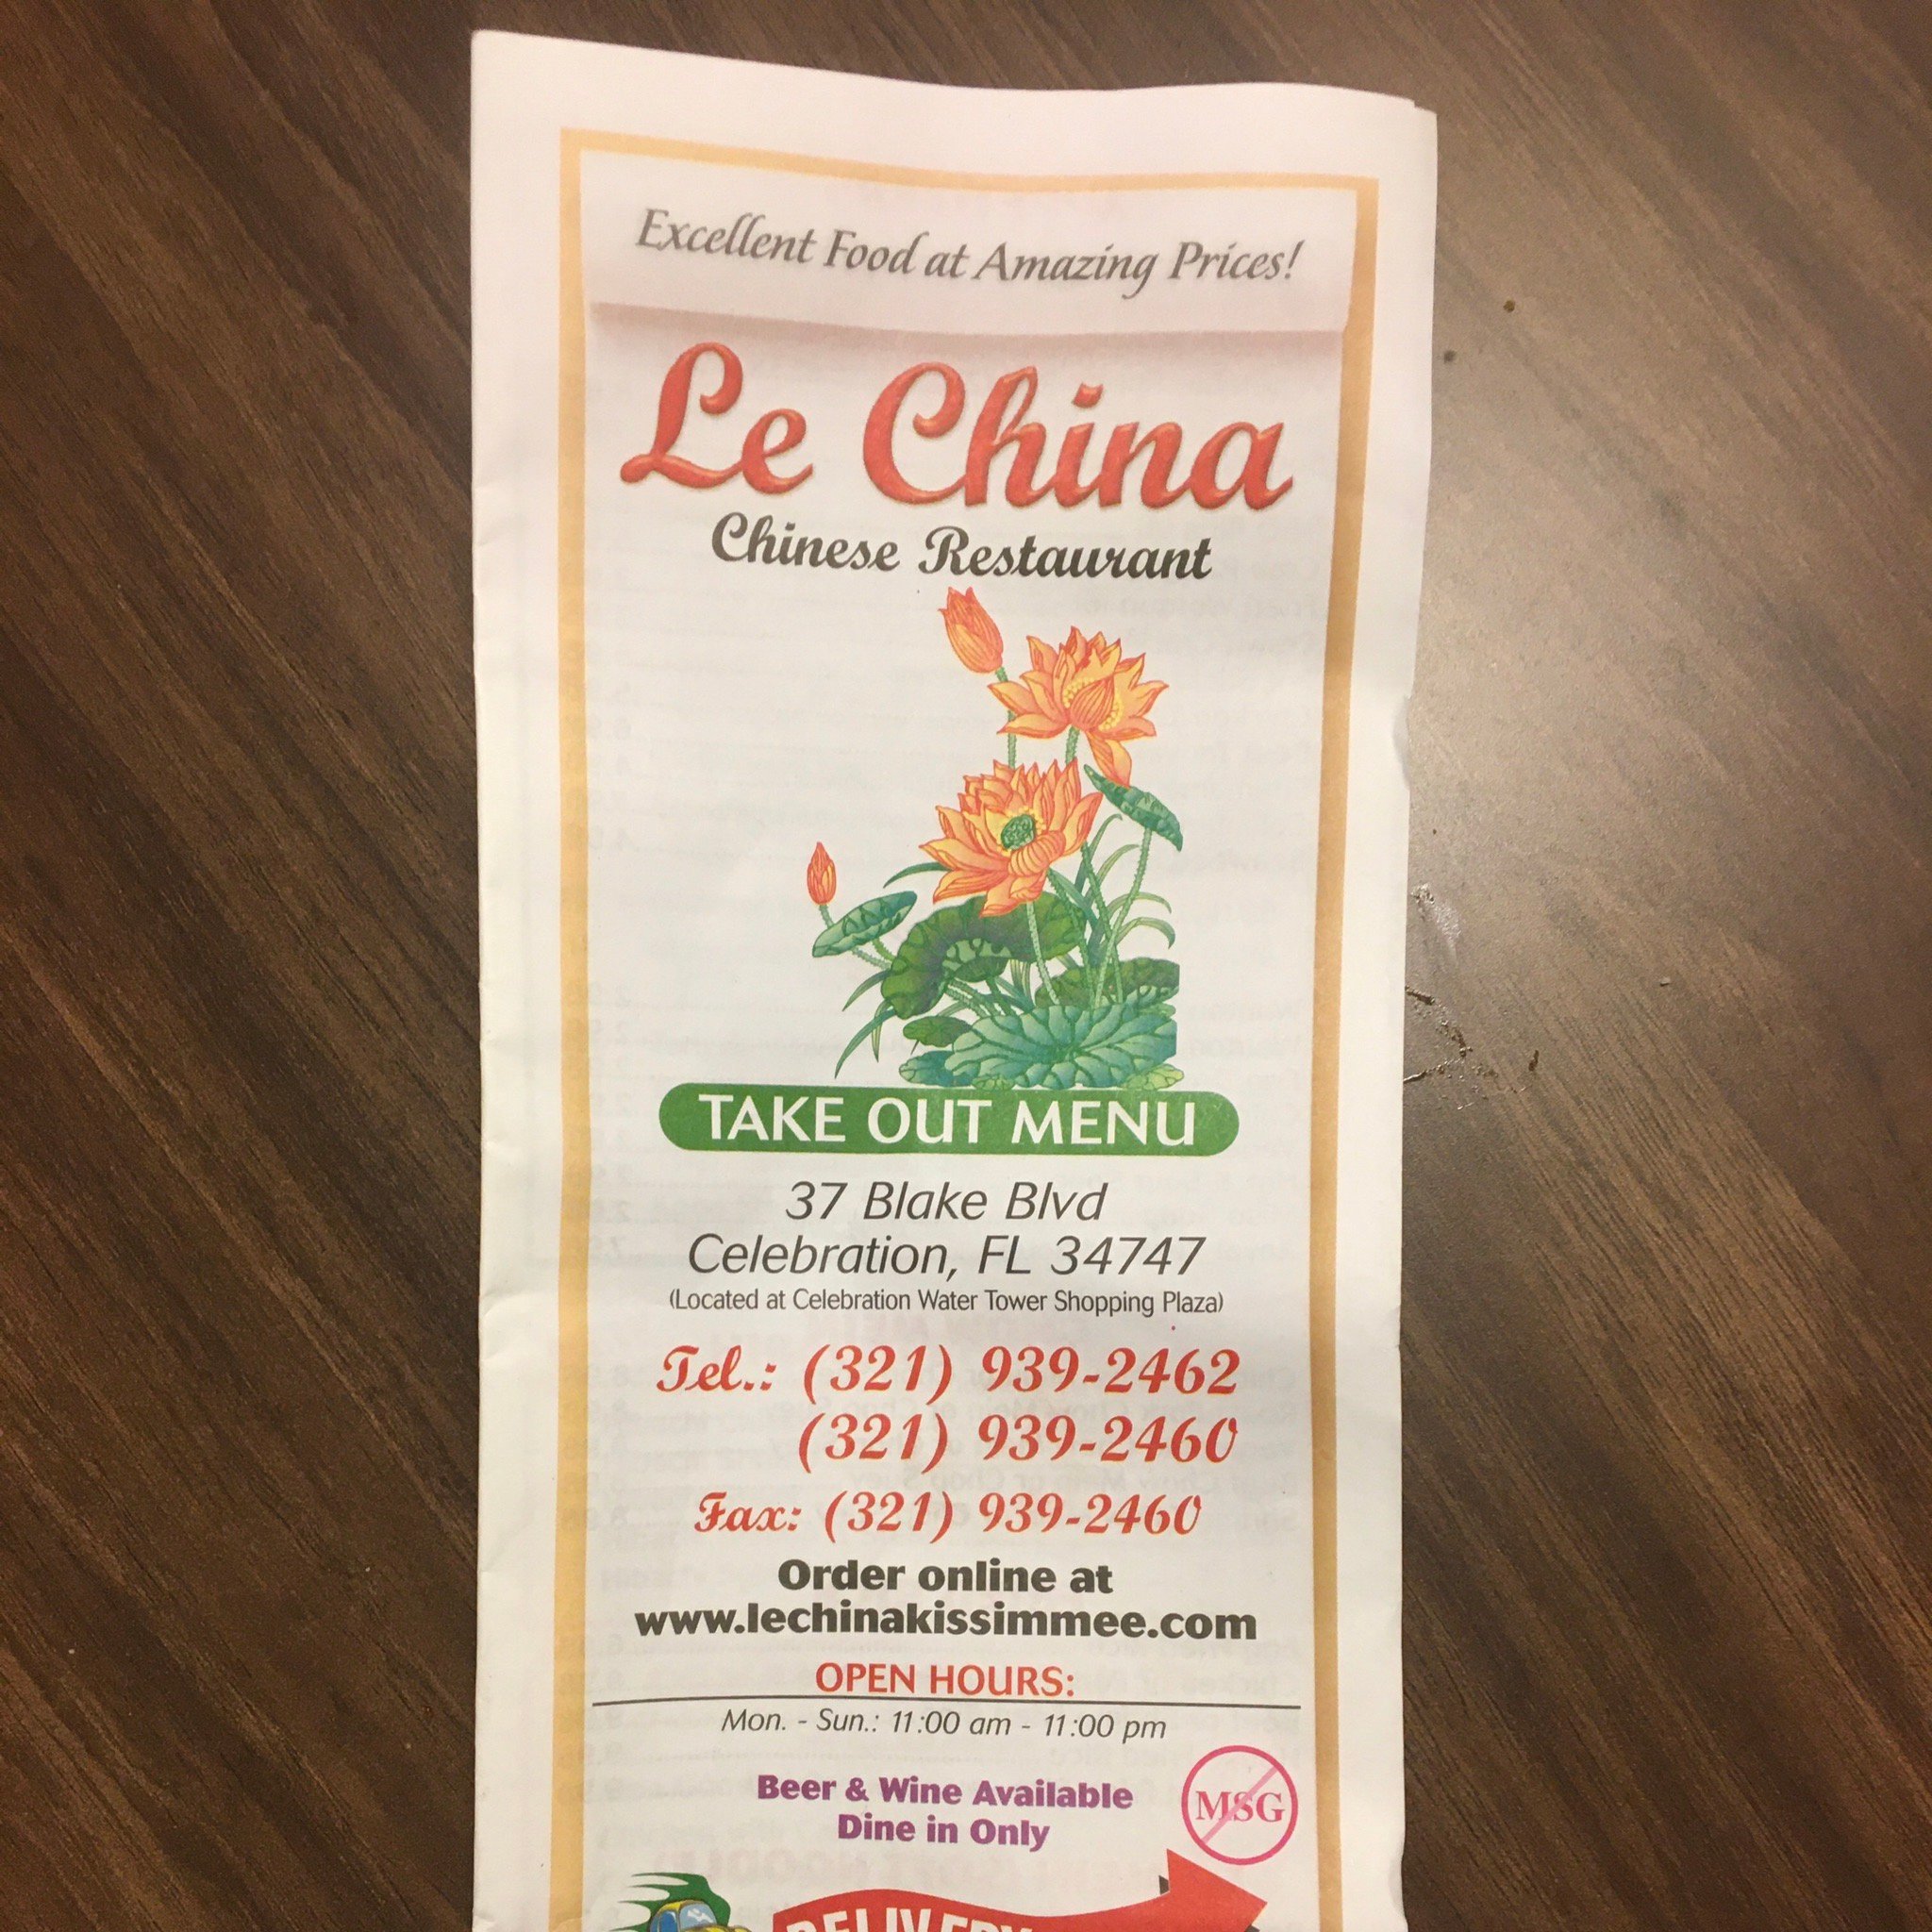 Excellent Food at Amazing Prices!
Le China
Chinese Restaurant
TAKE OUT MENU
37 Blake Blvd
Celebration, FL 34747
(Located at Celebration Water Tower Shopping Plaza)
Tel.: (321) 939-2462
(321) 939-2460
Fax: (321) 939-2460
Order online at
www.lechinakissimmee.com
OPEN HOURS:
Mon. - Sun.: 11:00 am - 11:00 pm
Beer & Wine Available
Dine in Only
MSG
DELIVERY